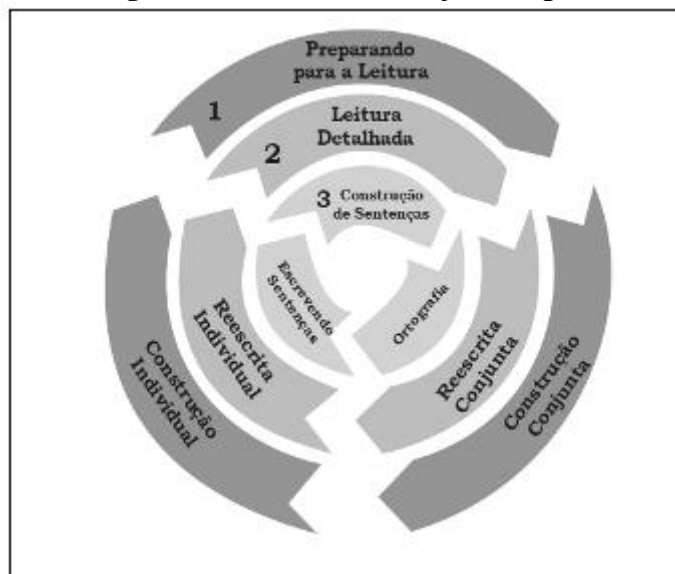 Preparando
para a Leitura
1
Leitura
Detalhada
2
3 Construção
de Sentenças
Escrevendo
Sentenças
Ortografia
Reescrita
Individual
Reescrita
Conjunta
Construção
Individual
Construção
Conjunta